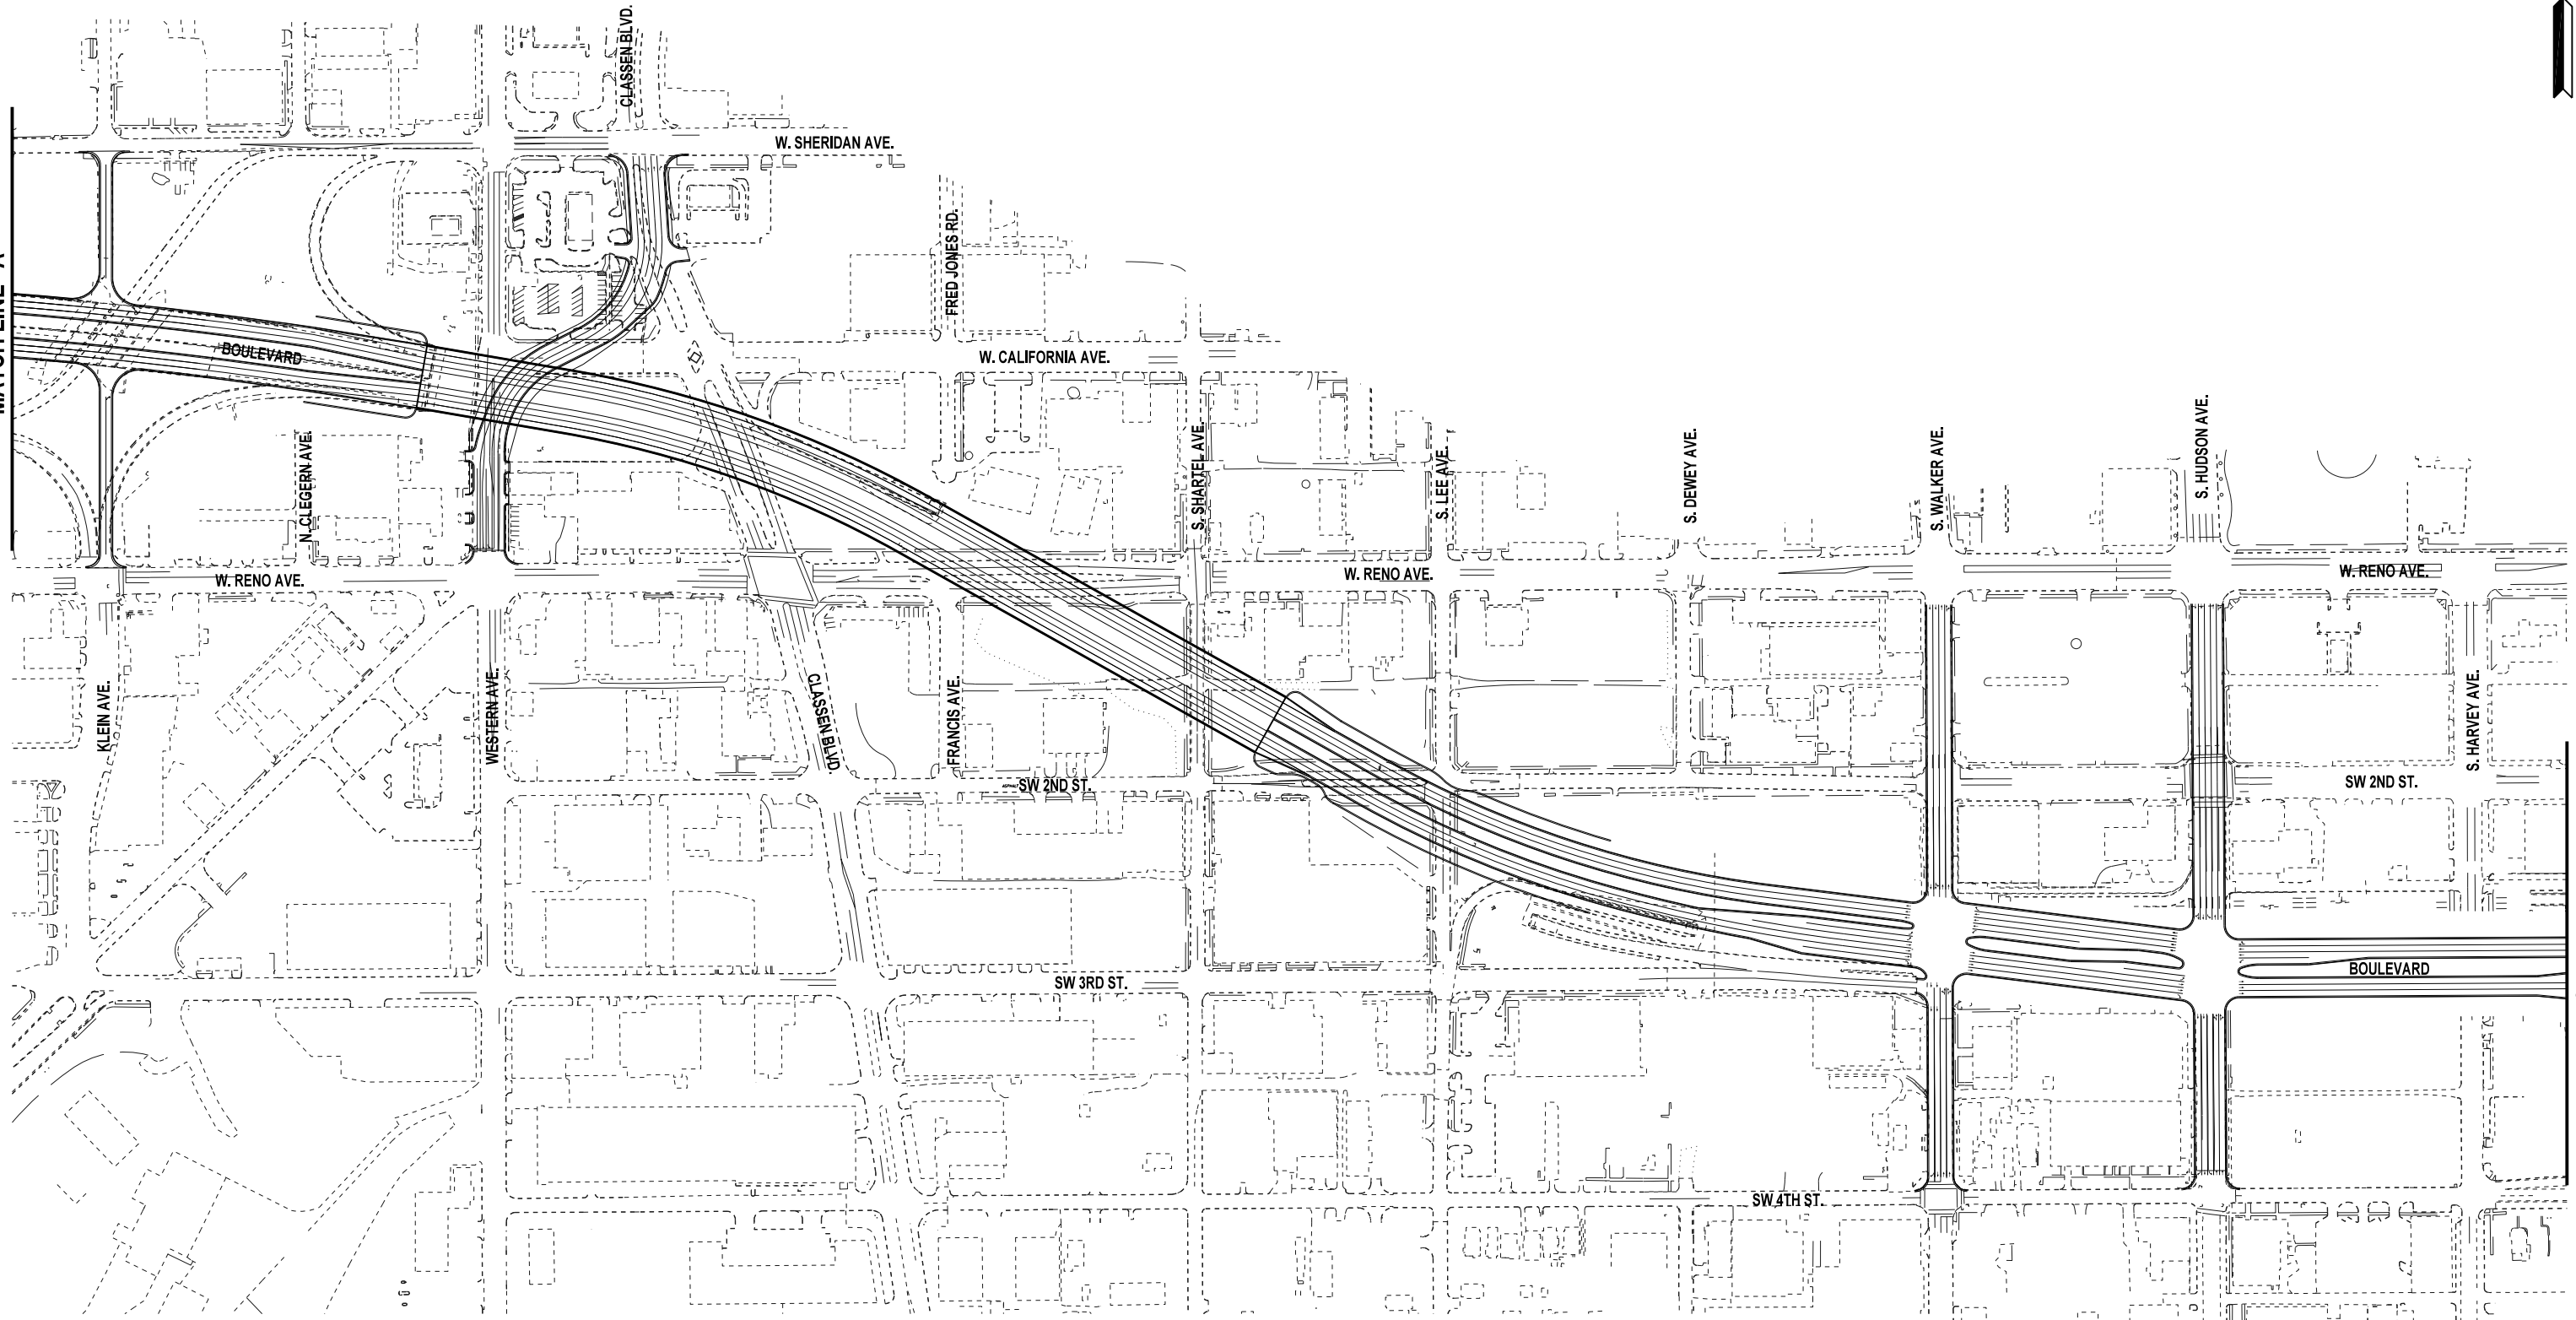 CLASSEN BLVD.
W. SHERIDAN AVE.
FRED JONES RD.
BOULEVARD
W. CALIFORNIA AVE.
N. CLEGERN AVE.
S. SHARTEL AVE.
S. LEE AVE.
S. DEWEY AVE.
S. WALKER AVE.
S. HUDSON AVE.
W. RENO AVE.
W. RENO AVE.
W. RENO AVE.
KLEIN AVE.
WESTERN AVE.
CLASSEN BLVD.
FRANCIS AVE.
S. HARVEY AVE.
SW 2ND ST.
SW 2ND ST.
BOULEVARD
SW 3RD ST.
SW 4TH ST.